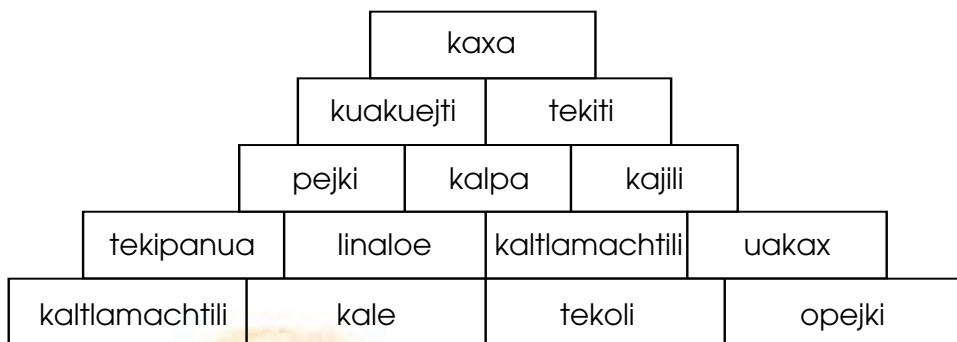 kaxa
kuakuejti tekiti
pejki kalpa kajili
tekipanua linaloe kaltlamachtili uakax
kaltlamachtili kale tekoli opejki